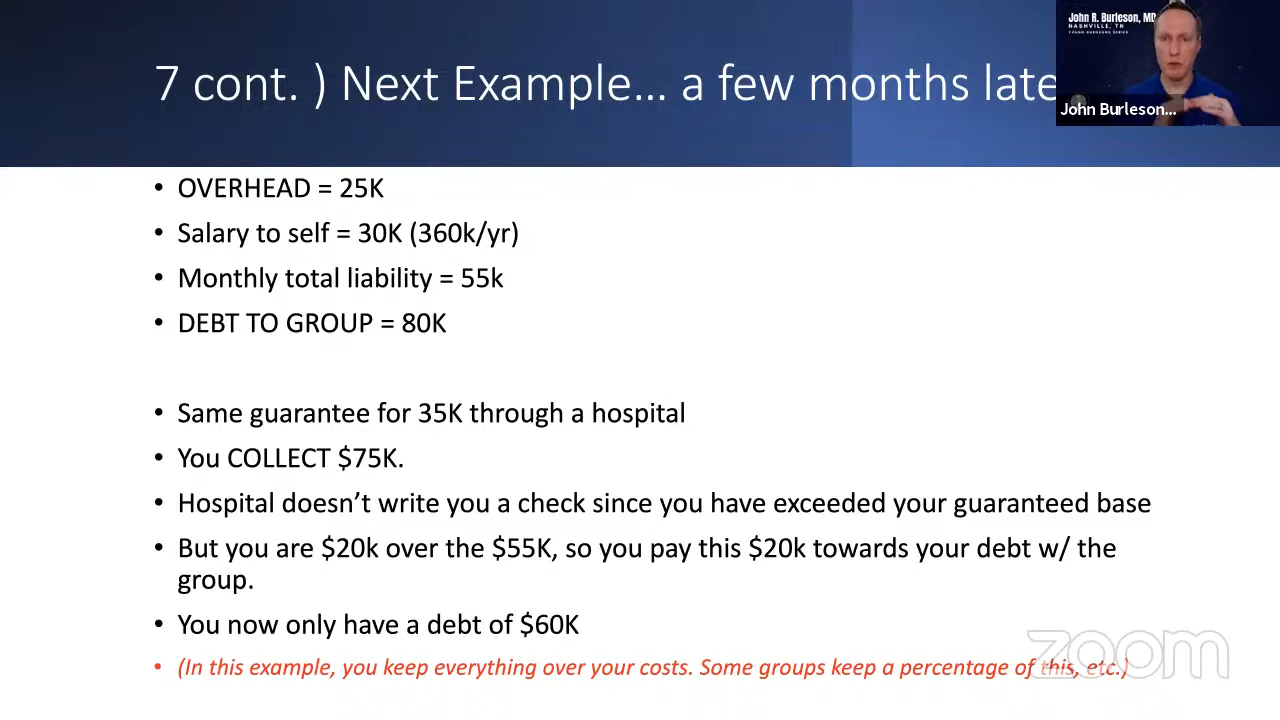 7 cont. ) Next Example... a few months late
John R. Burleson, MD
NASHVILLE, TN
YOUNG SURGEONS SERIES
John Burleson...
• OVERHEAD = 25K
• Salary to self = 30K (360k/yr)
• Monthly total liability = 55k
• DEBT TO GROUP = 80K
• Same guarantee for 35K through a hospital
• You COLLECT $75K.
• Hospital doesn’t write you a check since you have exceeded your guaranteed base
• But you are $20k over the $55K, so you pay this $20k towards your debt w/ the
group.
• You now only have a debt of $60K
• (In this example, you keep everything over your costs. Some groups keep a percentage of this, etc.)
zoom